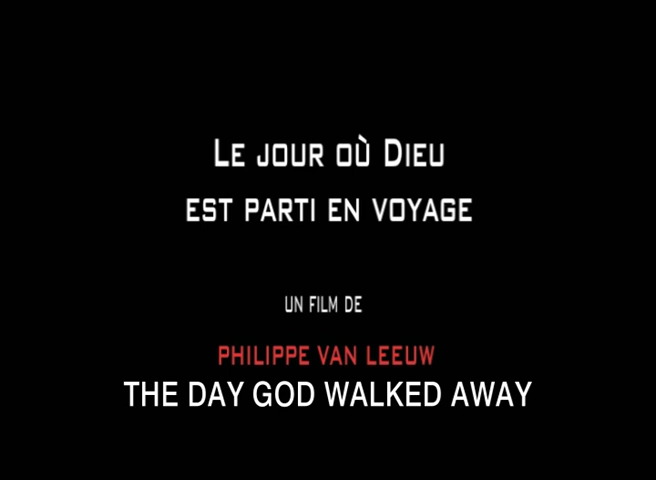 Le jour où Dieu
est parti en voyage
un film de
Philippe Van Leeuw
THE DAY GOD WALKED AWAY